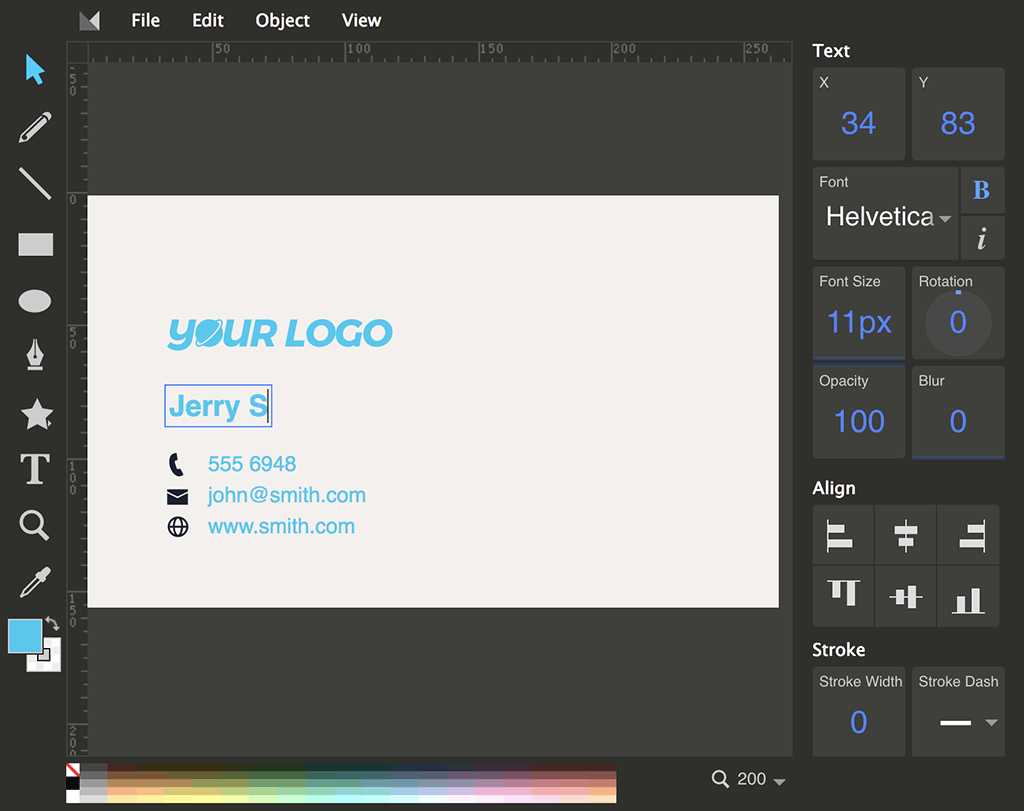 File Edit Object View
50 100 150 200 250
Text
X Y
34 83
Font
B
Helvetica
i
Font Size Rotation
11px 0
Opacity Blur
100 0
Align
Stroke
Stroke Width Stroke Dash
0
50
0
50
100
150
200
YOUR LOGO
Jerry S
555 6948
john@smith.com
www.smith.com
T
200